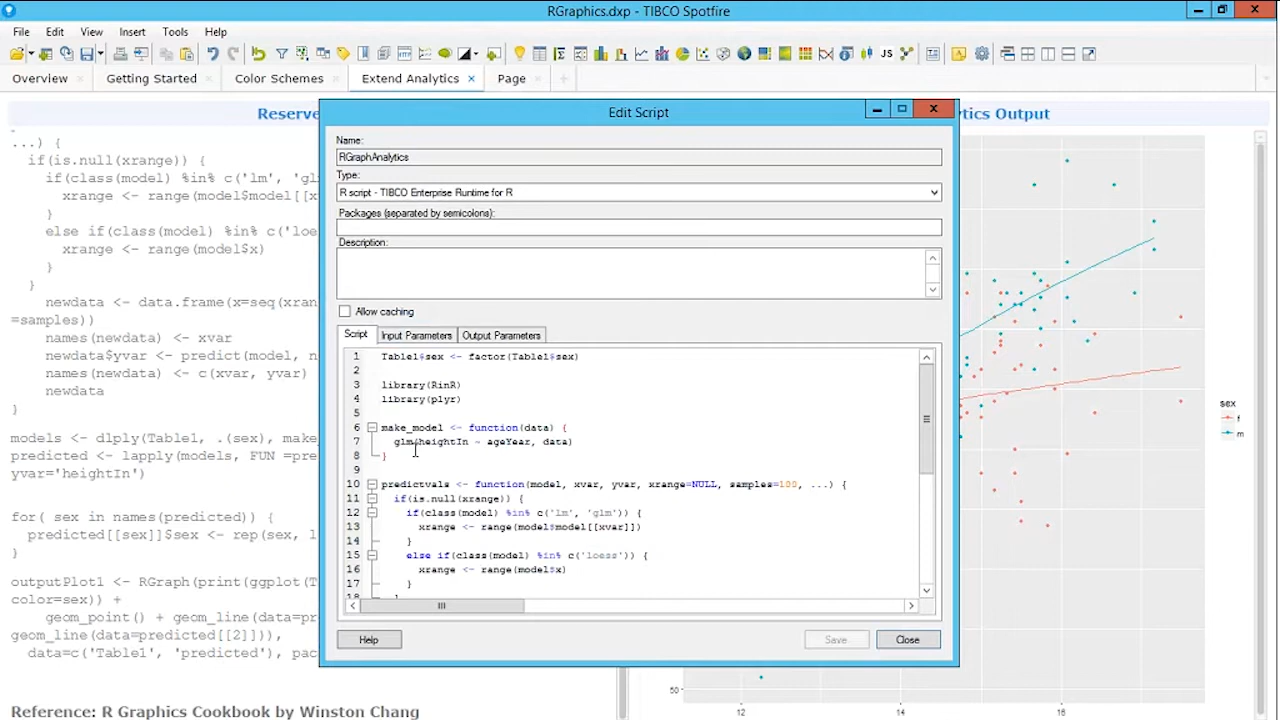 RGraphics.dxp - TIBCO Spotfire
File Edit View Insert Tools Help
JS
Overview Getting Started Color Schemes Extend Analytics Page
Reserve
tics Output
...) {
if(is.null(xrange)) {
if(class(model) %in% c('lm', 'gl
xrange <- range(model$model[[x
}
else if(class(model) %in% c('loes
xrange <- range(model$x)
}
}
newdata <- data.frame(x=seq(xran
=samples))
names(newdata) <- xvar
newdata$yvar <- predict(model, n
names(newdata) <- c(xvar, yvar)
newdata
}
models <- dlply(Table1, .(sex), make_
predicted <- lapply(models, FUN =pre
yvar='heightIn')
for( sex in names(predicted)) {
predicted[[sex]]$sex <- rep(sex, l
}
outputPlot1 <- RGraph(print(ggplot(T
color=sex)) +
geom_point() + geom_line(data=pr
geom_line(data=predicted[[2]])),
data=c('Table1', 'predicted'), pac
Reference: R Graphics Cookbook by Winston Chang
Edit Script
Name:
RGraphAnalytics
Type:
R script - TIBCO Enterprise Runtime for R
Packages (separated by semicolons):
Description:
Allow caching
Script Input Parameters Output Parameters
1 Table1$sex <- factor(Table1$sex)
2
3 library(RinR)
4 library(plyr)
5
6 make_model <- function(data) {
7 glm(heightIn ~ ageYear, data)
8 }
9
10 predictvals <- function(model, xvar, yvar, xrange=NULL, samples=100, ...) {
11 if(is.null(xrange)) {
12 if(class(model) %in% c('lm', 'glm')) {
13 xrange <- range(model$model[[xvar]])
14 }
15 else if(class(model) %in% c('loess')) {
16 xrange <- range(model$x)
17 }
18 }
Help Save Close
sex
f
m
50
12 14 16